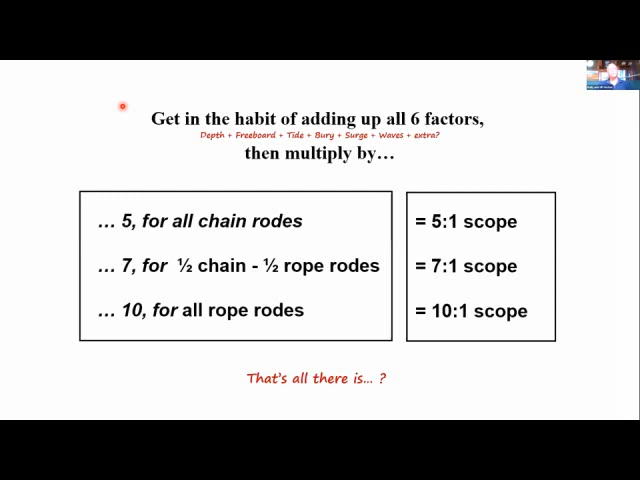 Get in the habit of adding up all 6 factors,
Depth + Freeboard + Tide + Bury + Surge + Waves + extra?
then multiply by…
… 5, for all chain rodes
= 5:1 scope
… 7, for ½ chain - ½ rope rodes
= 7:1 scope
… 10, for all rope rodes
= 10:1 scope
That's all there is... ?